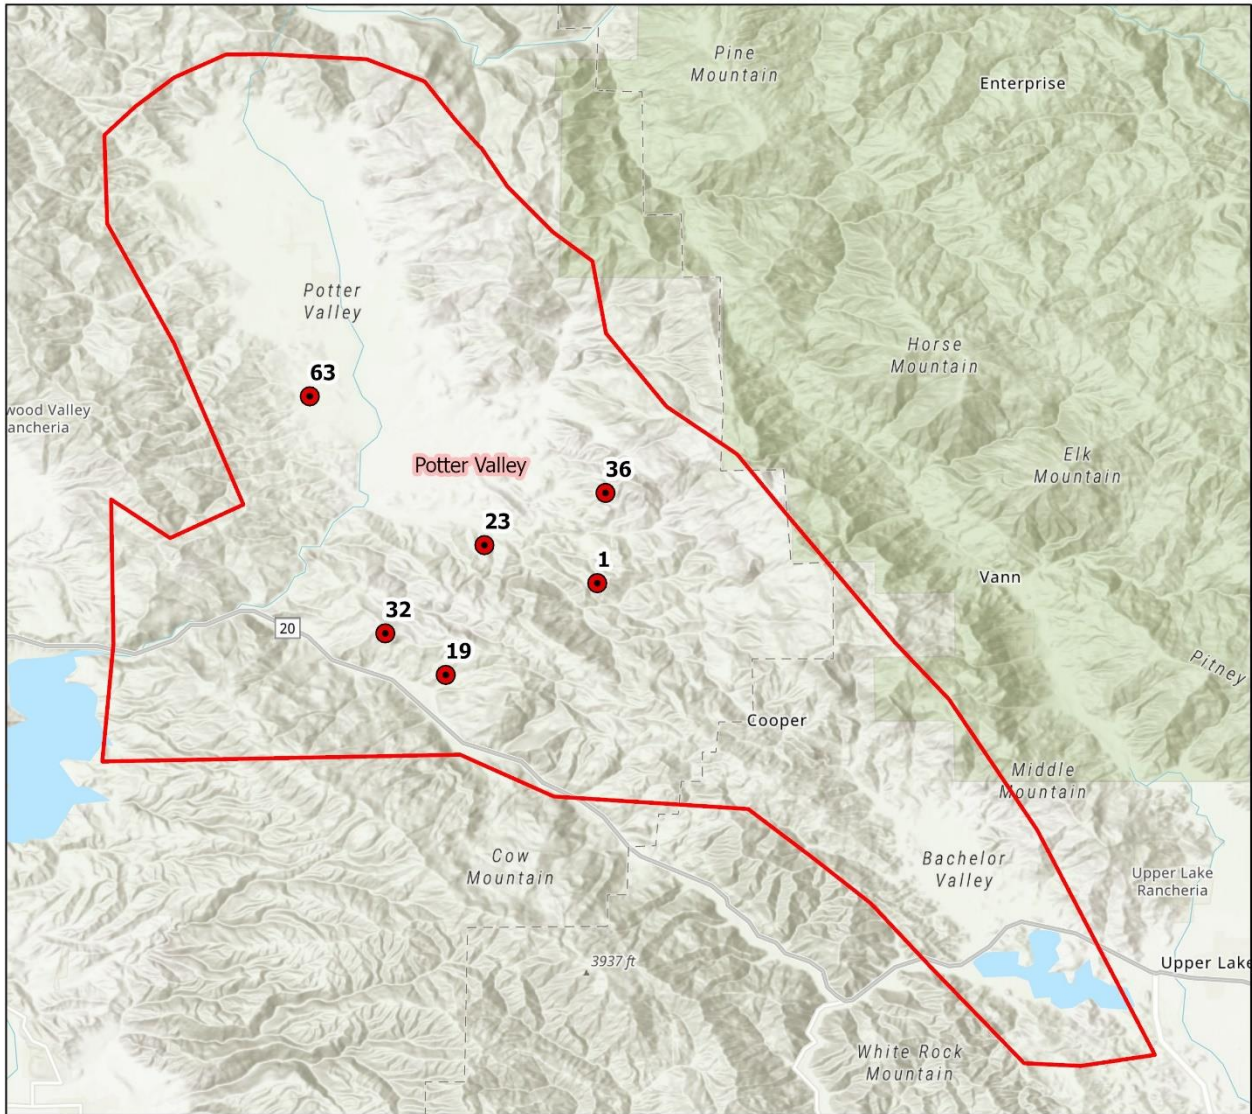 Pine
Mountain
Enterprise
Potter
Valley
Horse
Mountain
63
wood Valley
ancheria
Potter Valley
36
Elk
Mountain
23
1
Vann
32
20
19
Pitney
Cooper
Middle
Mountain
Cow
Mountain
Bachelor
Valley
Upper Lake
Rancheria
3937 ft
Upper Lake
White Rock
Mountain